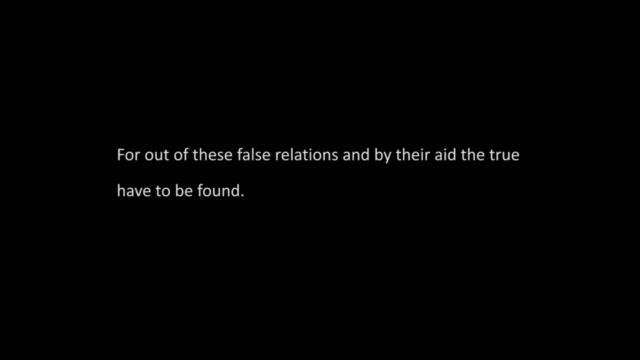 For out of these false relations and by their aid the true
have to be found.